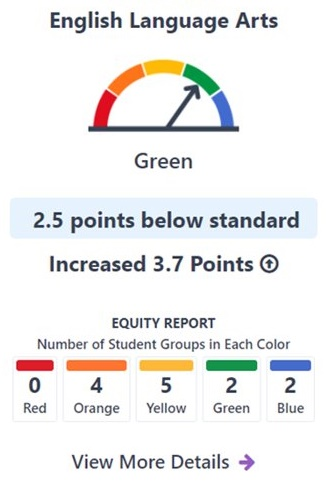 English Language Arts
Green
2.5 points below standard
Increased 3.7 Points
EQUITY REPORT
Number of Student Groups in Each Color
0 4 5 2 2
Red Orange Yellow Green Blue
View More Details